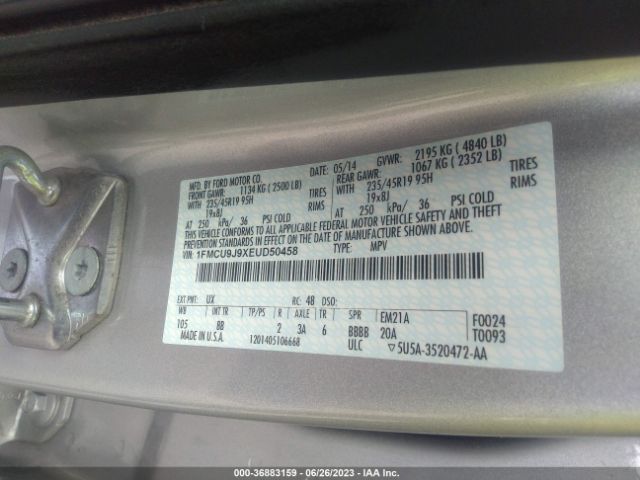 MFD. BY FORD MOTOR CO.
DATE: 05/14 GVWR: 2195 KG ( 4840 LB)
FRONT GAWR: 1134 KG ( 2500 LB) REAR GAWR: 1067 KG ( 2352 LB)
WITH 235/45R19 95H TIRES WITH 235/45R19 95H TIRES
19x8J RIMS 19x8J RIMS
AT 250 kPa/ 36 PSI COLD AT 250 kPa/ 36 PSI COLD
THIS VEHICLE CONFORMS TO ALL APPLICABLE FEDERAL MOTOR VEHICLE SAFETY AND THEFT
PREVENTION STANDARDS IN EFFECT ON THE DATE OF MANUFACTURE SHOWN ABOVE.
VIN: 1FMCU9J9XEUD50458 TYPE: MPV
EXT PNT: UX RC: 48 DSO:
WB INT TR TP/PS R AXLE TR SPR EM21A F0024
105 BB 2 3A 6 BBBB 20A T0093
MADE IN U.S.A. 1201405106668 ULC ▽5U5A-3520472-AA
000-36883159 | 06/26/2023 | IAA Inc.